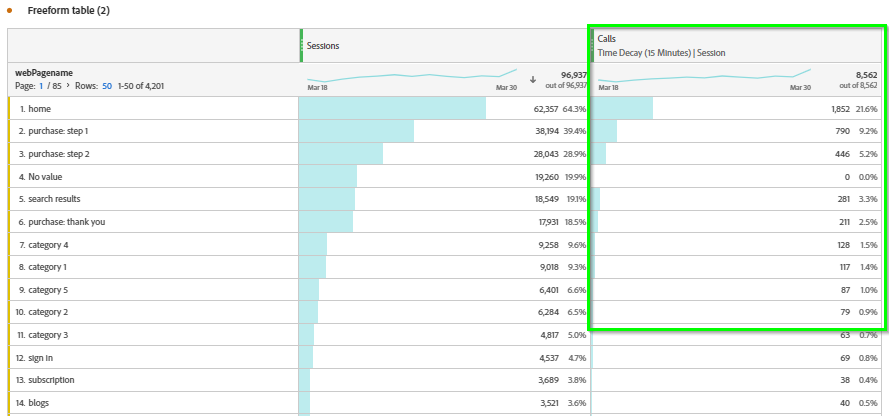 Freeform table (2)
Sessions
Calls
Time Decay (15 Minutes) | Session
webPagename
Page: 1 / 85 > Rows: 50 1-50 of 4,201
Mar 18 Mar 30
96,937
out of 96,937
Mar 18 Mar 30
8,562
out of 8,562
1. home 62,357 64.3% 1,852 21.6%
2. purchase: step 1 38,194 39.4% 790 9.2%
3. purchase: step 2 28,043 28.9% 446 5.2%
4. No value 19,260 19.9% 0 0.0%
5. search results 18,549 19.1% 281 3.3%
6. purchase: thank you 17,931 18.5% 211 2.5%
7. category 4 9,258 9.6% 128 1.5%
8. category 1 9,018 9.3% 117 1.4%
9. category 5 6,401 6.6% 87 1.0%
10. category 2 6,284 6.5% 79 0.9%
11. category 3 4,817 5.0% 63 0.7%
12. sign in 4,537 4.7% 69 0.8%
13. subscription 3,689 3.8% 38 0.4%
14. blogs 3,521 3.6% 40 0.5%